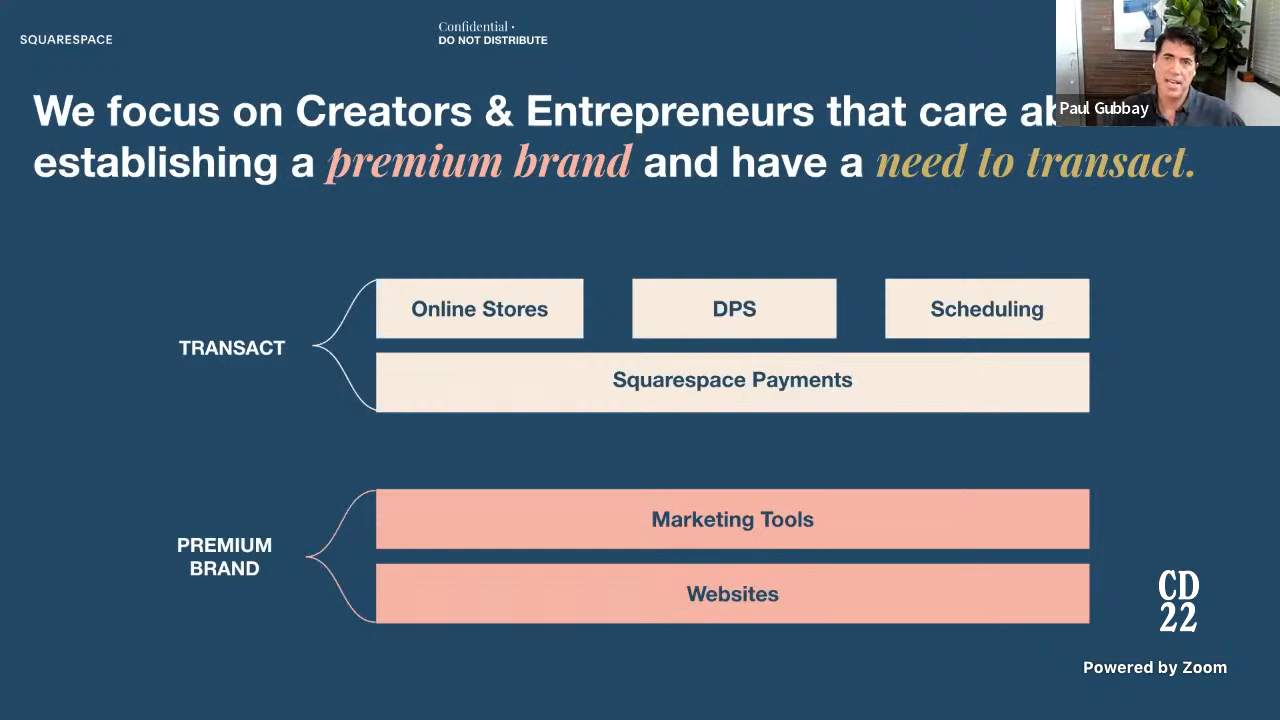 SQUARESPACE
Confidential ·
DO NOT DISTRIBUTE
Paul Gubbay
We focus on Creators & Entrepreneurs that care
establishing a premium brand and have a need to transact.
Online Stores
DPS
Scheduling
TRANSACT
Squarespace Payments
Marketing Tools
PREMIUM
BRAND
Websites
CD
22
Powered by Zoom